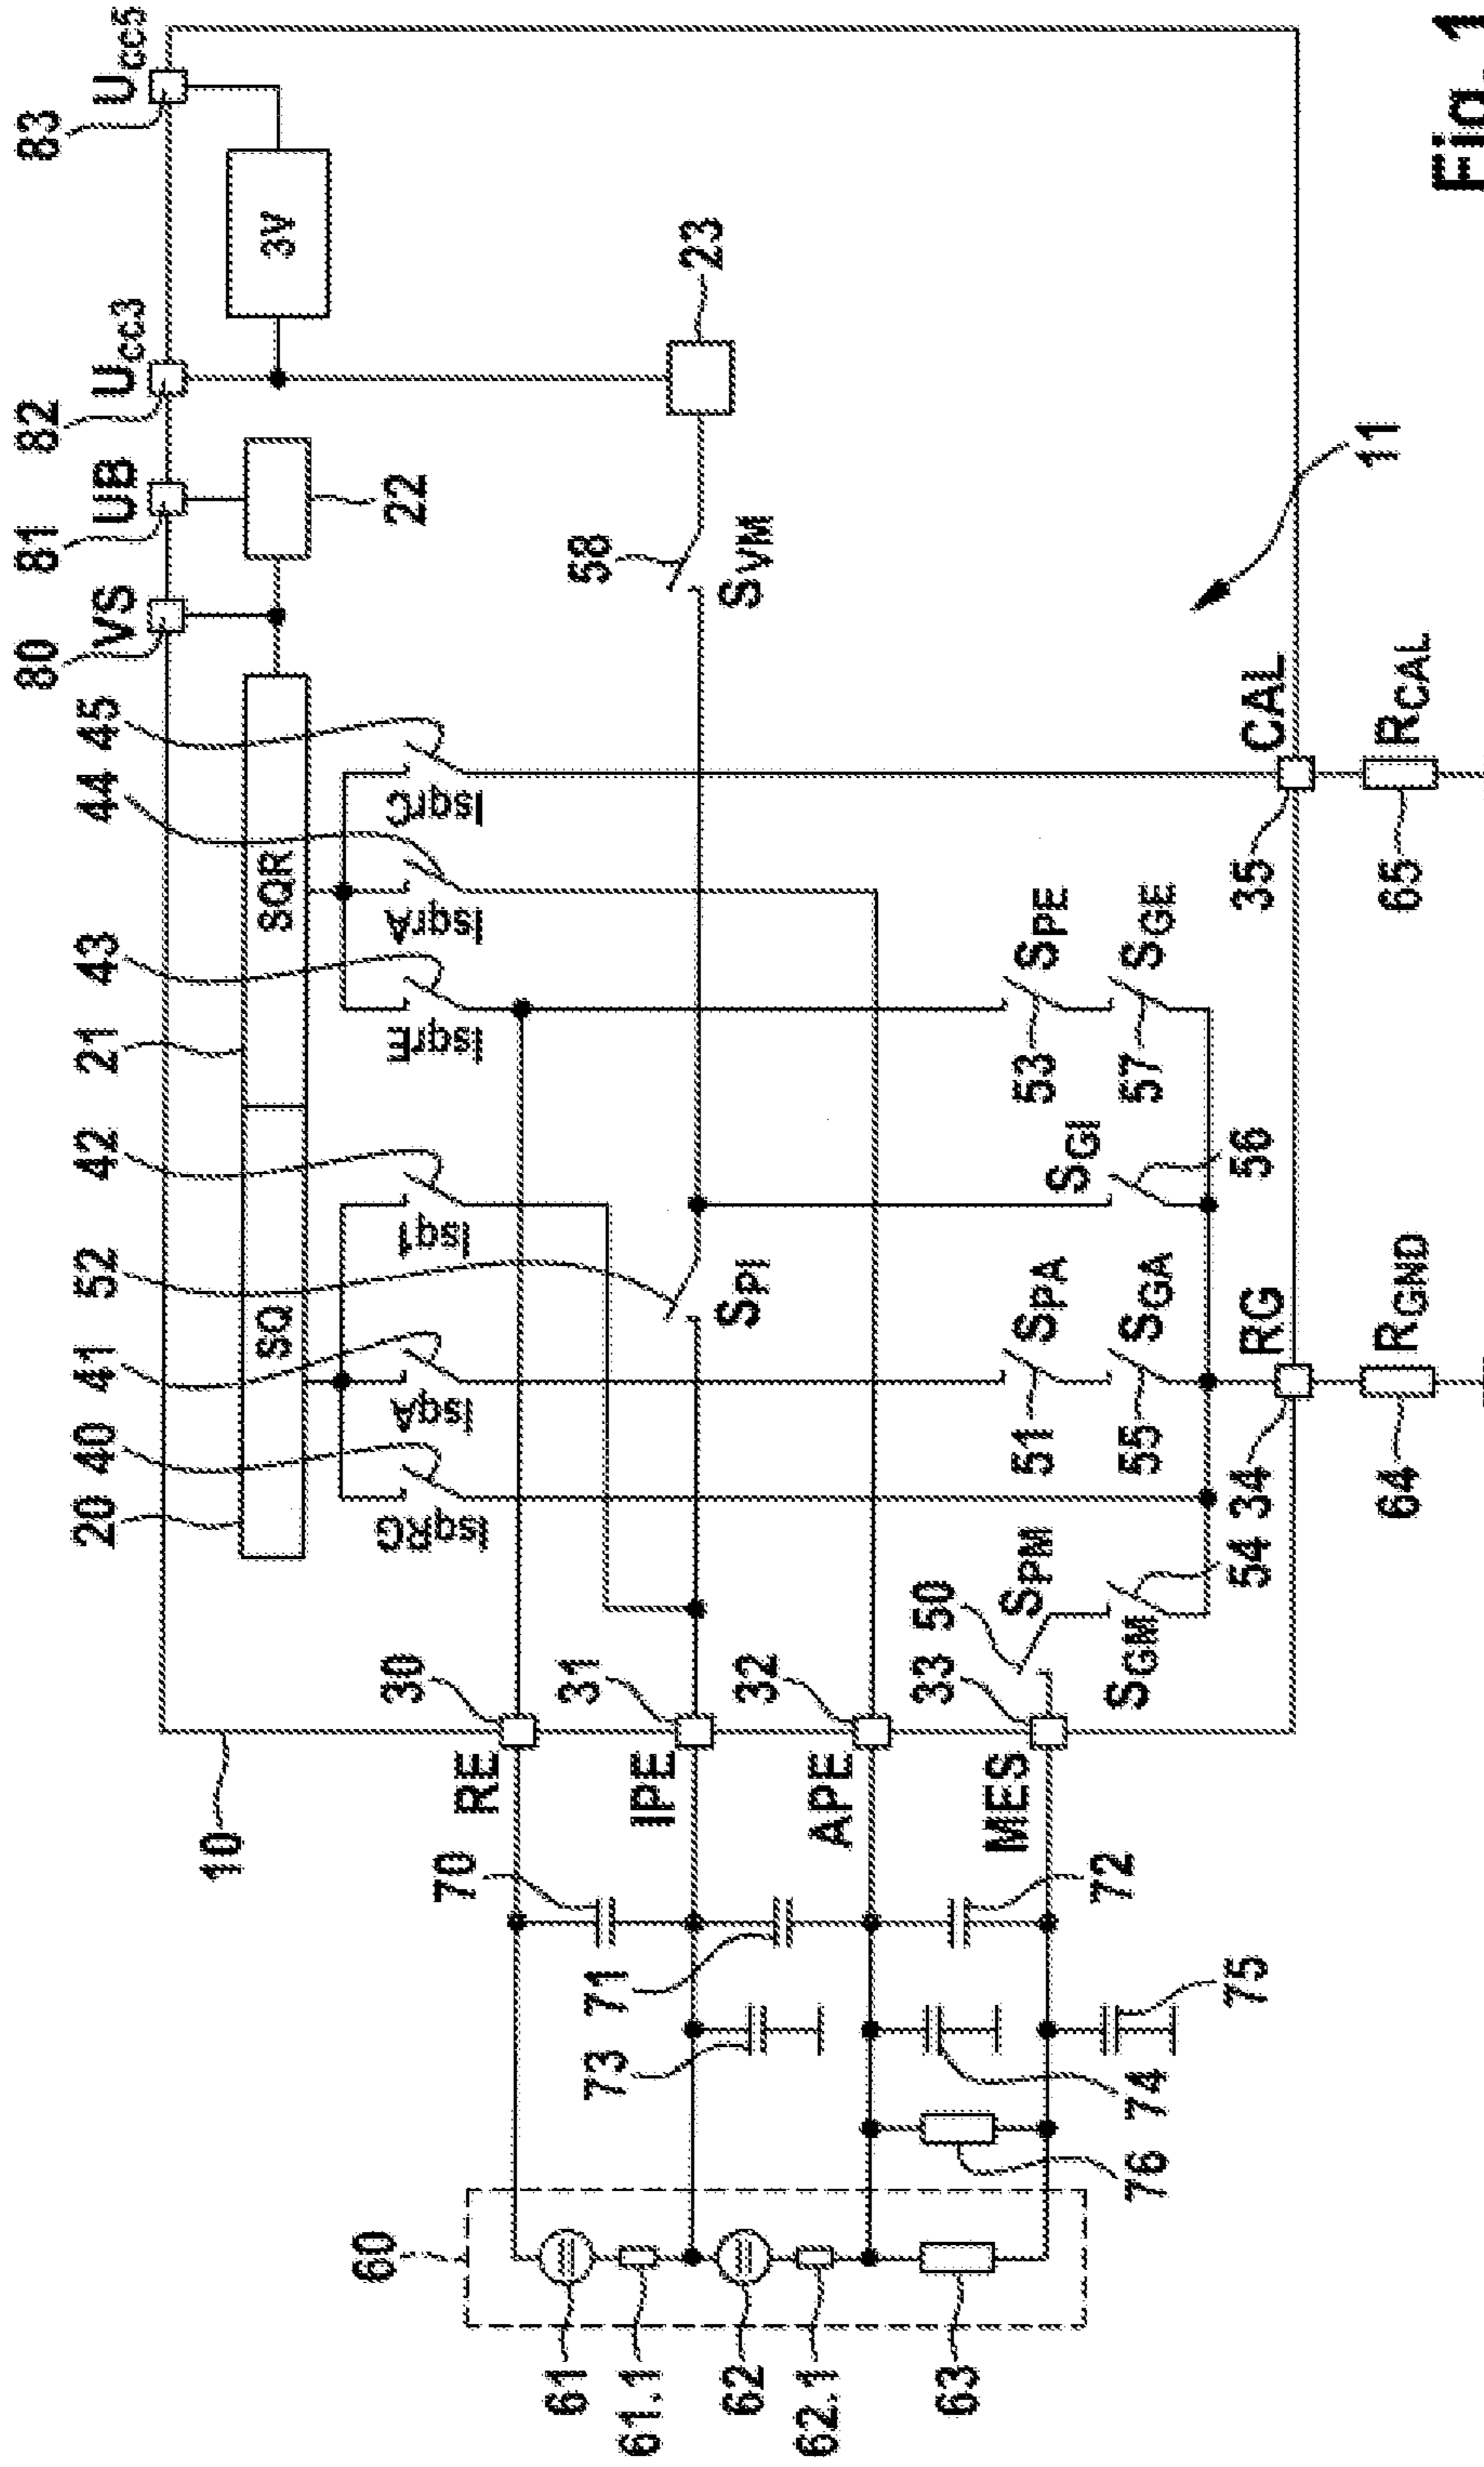 80 81 82 83
VS UB Ucc3 Ucc5
20 40 41 52 42 21 43 44 45
10
SQ SQR 22 3V
IsqRG IsqA Isq1 IsqrE IsqrA IsqrC
60
61
61.1
62
62.1
63
70
71
72
73
74
75
76
RE 30
IPE 31
APE 32
MES 33
SPI
58
SVM
23
50
SPM
SGM
54
51
SPA
55
SGA
SGI
56
53
SPE
57
SGE
34 RG
35 CAL
11
64 RGND
65 RCAL
Fig. 1